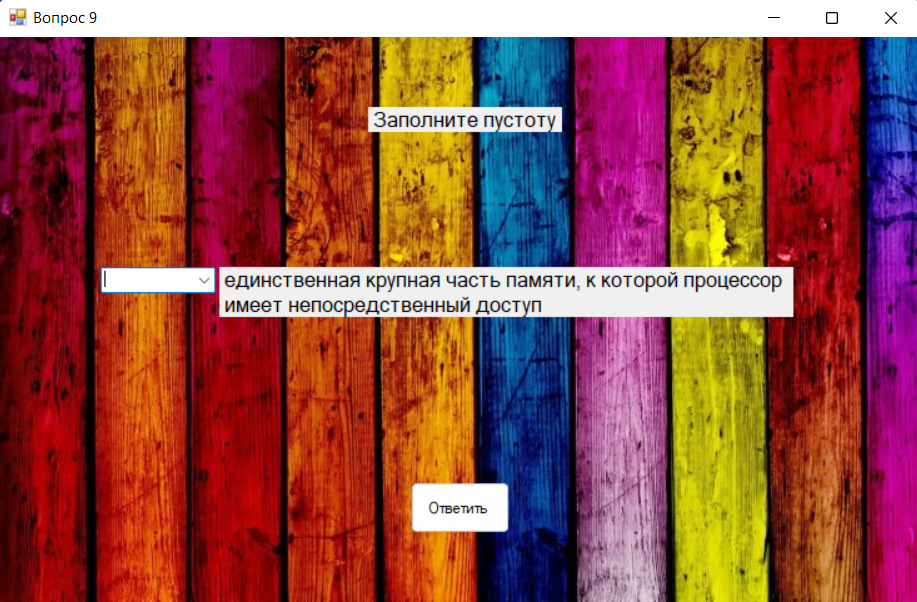 Вопрос 9
Заполните пустоту
единственная крупная часть памяти, к которой процессор
имеет непосредственный доступ
Ответить